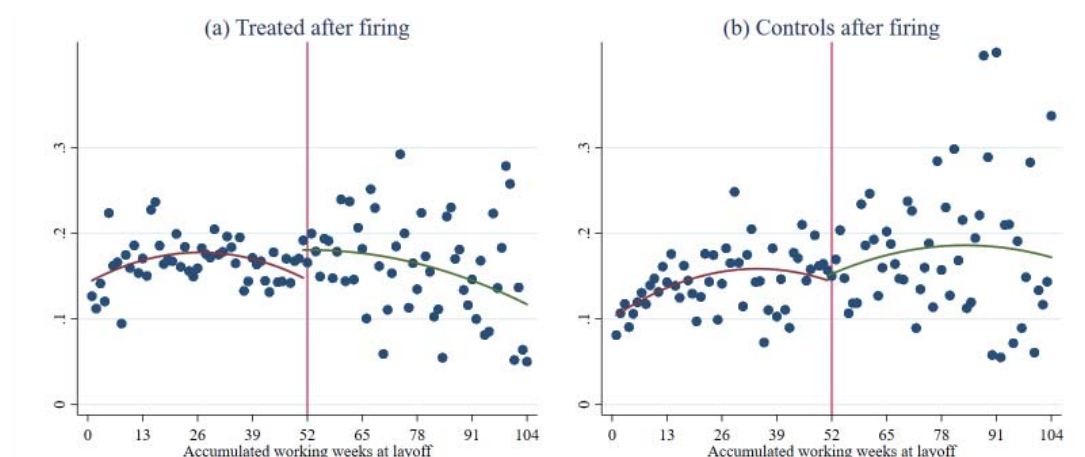 (a) Treated after firing
.3
.2
.1
0
0 13 26 39 52 65 78 91 104
Accumulated working weeks at layoff
(b) Controls after firing
.3
.2
.1
0
0 13 26 39 52 65 78 91 104
Accumulated working weeks at layoff